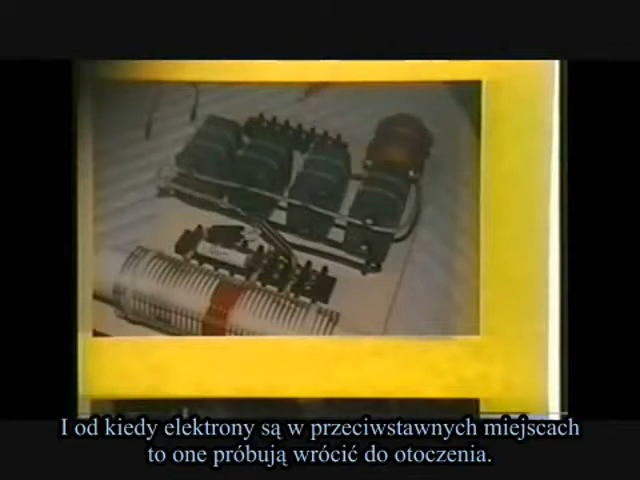 I od kiedy elektrony są w przeciwstawnych miejscach
to one próbują wrócić do otoczenia.